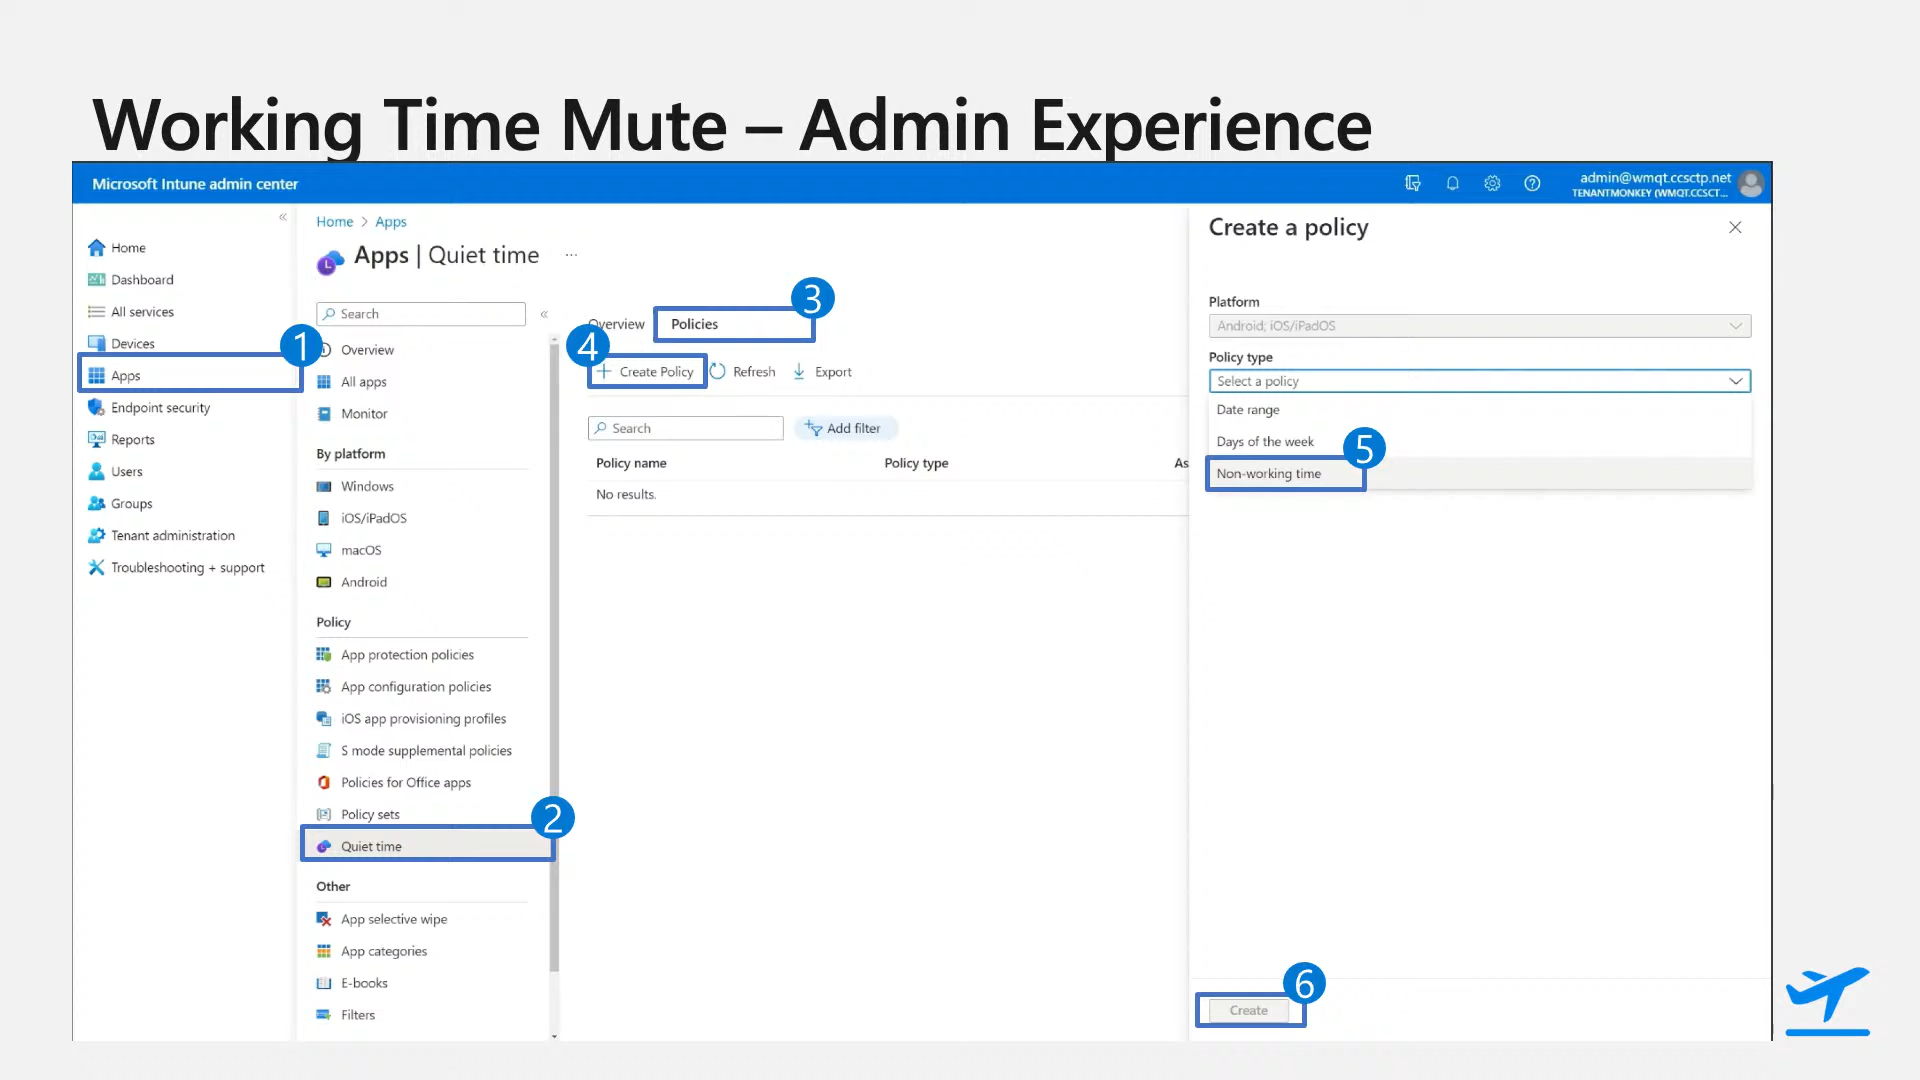 Working Time Mute – Admin Experience
Microsoft Intune admin center
admin@wmqt.ccsctp.net
TENANTMONKEY (WMQT.CCSCT...
Home
Dashboard
All services
Devices
1
Apps
Endpoint security
Reports
Users
Groups
Tenant administration
Troubleshooting + support
Home > Apps
Apps | Quiet time
...
Search
Overview
All apps
Monitor
By platform
Windows
iOS/iPadOS
macOS
Android
Policy
App protection policies
App configuration policies
iOS app provisioning profiles
S mode supplemental policies
Policies for Office apps
Policy sets
2
Quiet time
Other
App selective wipe
App categories
E-books
Filters
3
Overview Policies
4
Create Policy Refresh Export
Search Add filter
Policy name Policy type As
No results.
Create a policy
Platform
Android; iOS/iPadOS
Policy type
Select a policy
Date range
Days of the week
5
Non-working time
6
Create